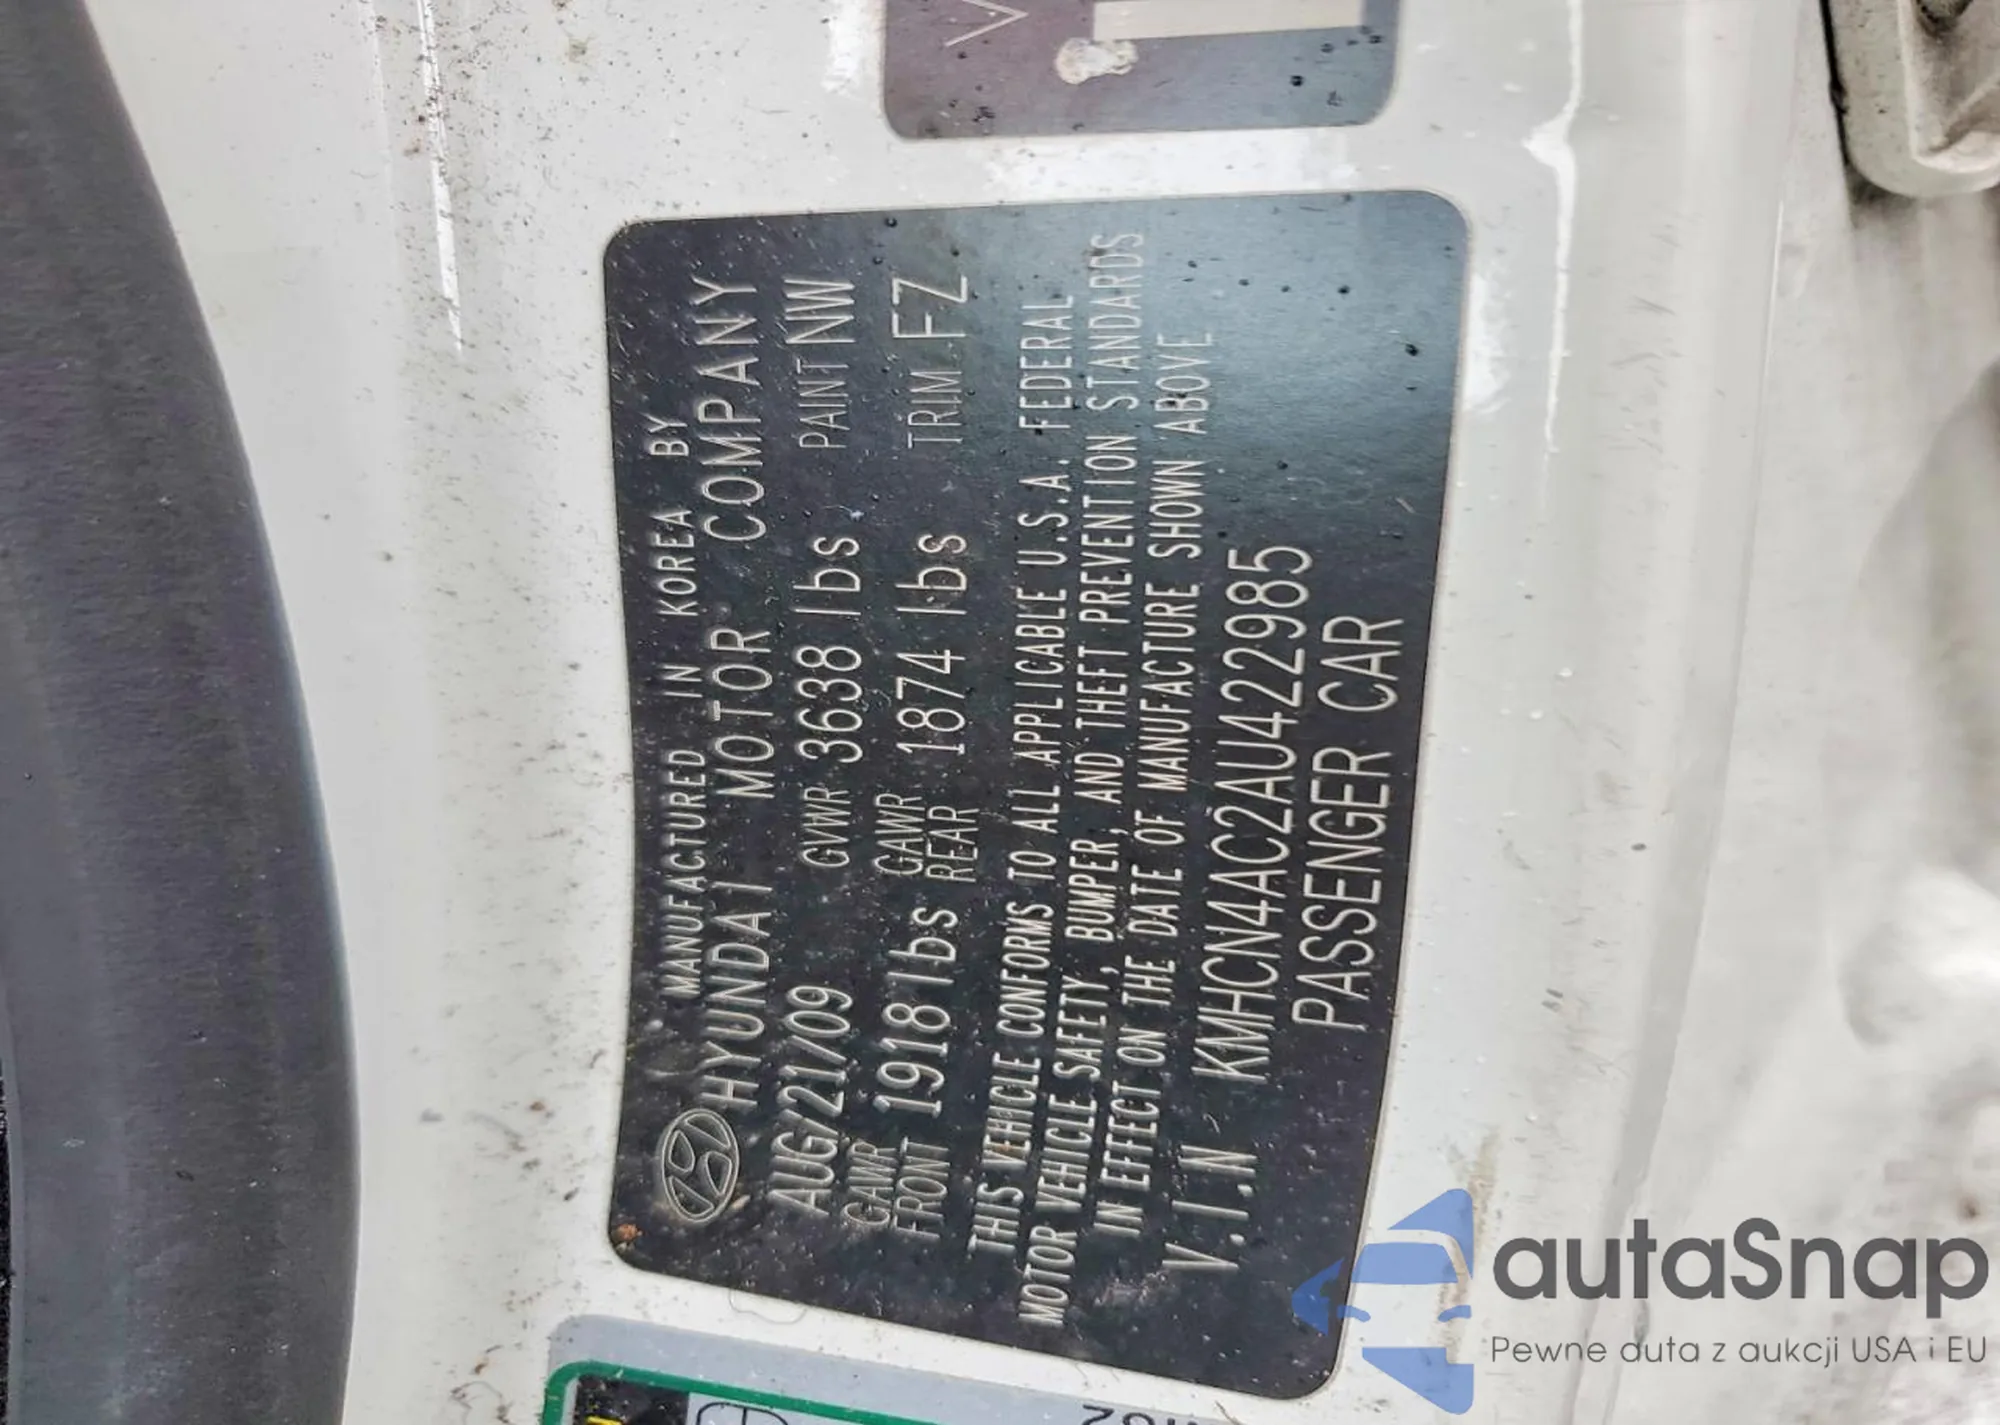 MANUFACTURED IN KOREA BY
HYUNDAI MOTOR COMPANY
AUG/21/09 GVWR 3638 lbs PAINT NW
GAWR FRONT 1918 lbs GAWR REAR 1874 lbs TRIM FZ
THIS VEHICLE CONFORMS TO ALL APPLICABLE U.S.A. FEDERAL
MOTOR VEHICLE SAFETY, BUMPER, AND THEFT PREVENTION STANDARDS
IN EFFECT ON THE DATE OF MANUFACTURE SHOWN ABOVE
V.I.N KMHCN4AC2AU422985
PASSENGER CAR
autaSnap
Pewne auta z aukcji USA i EU